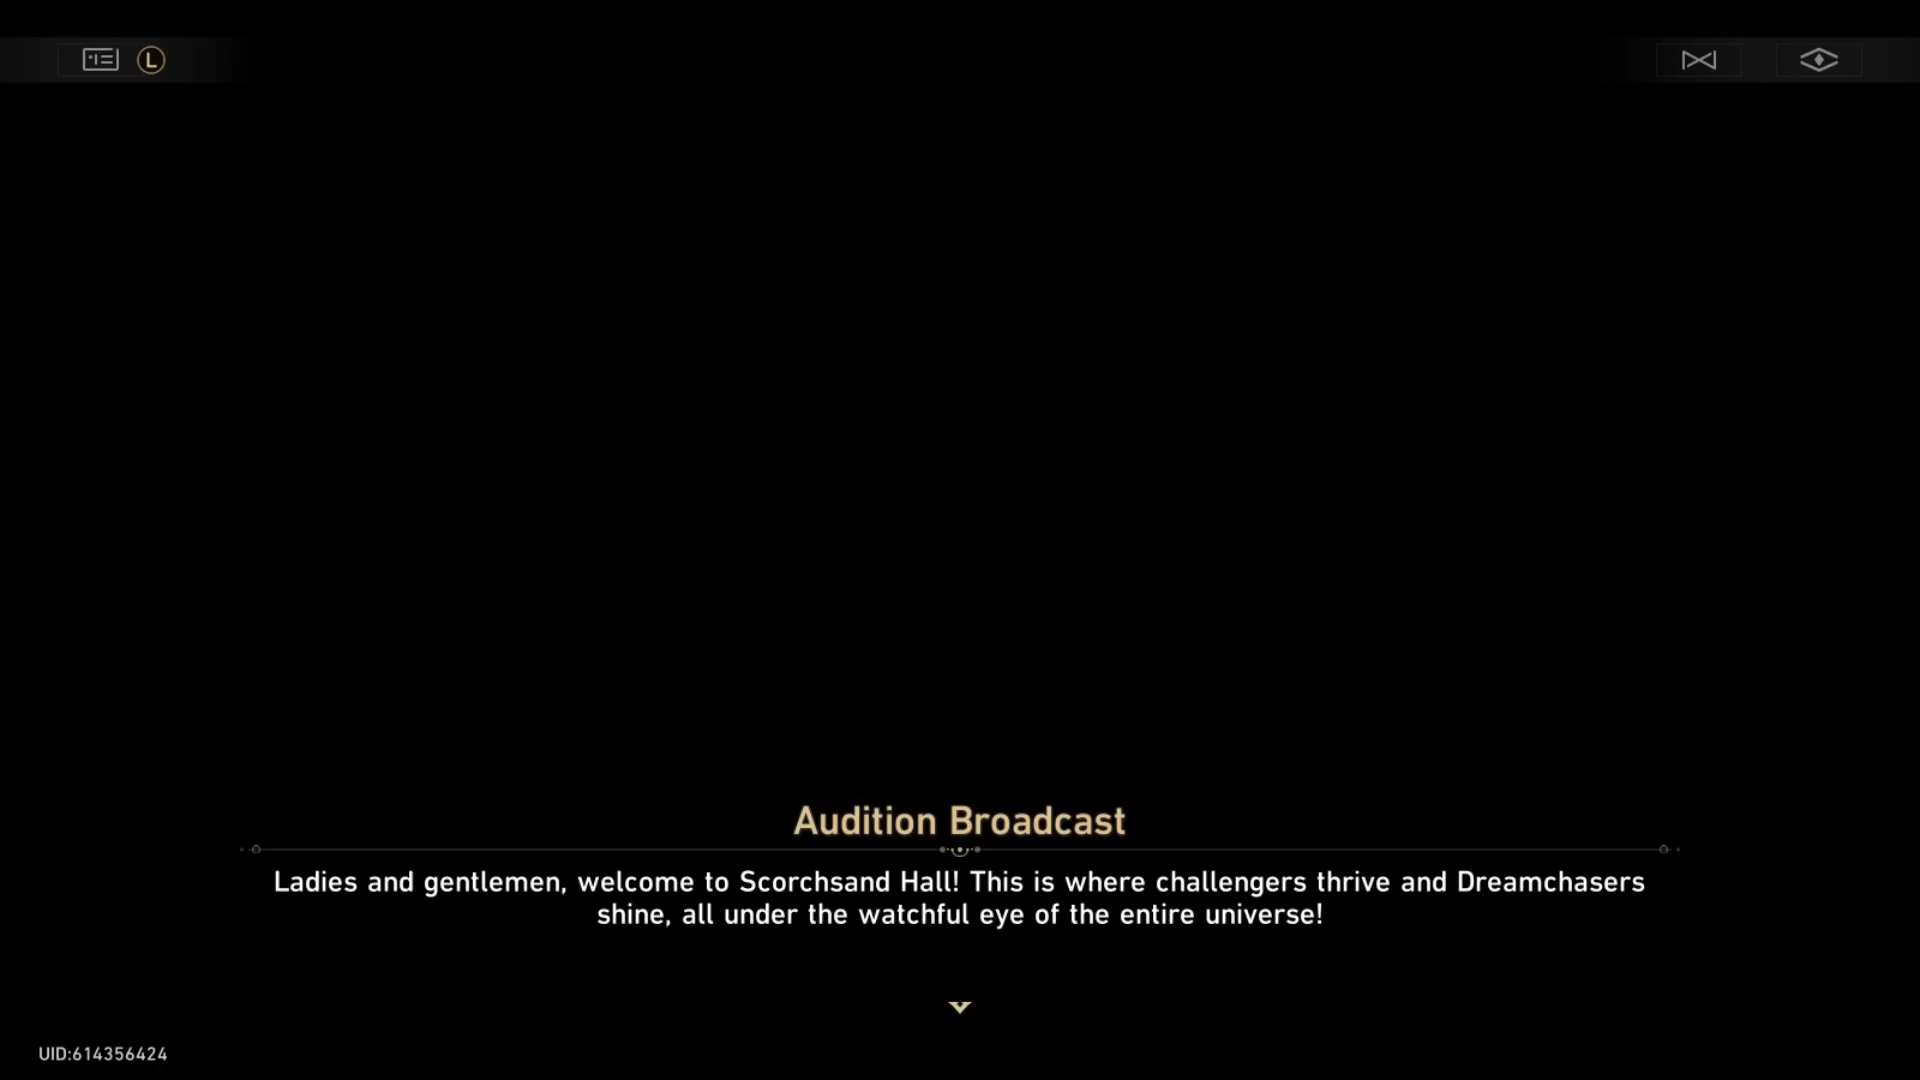 L
Audition Broadcast
Ladies and gentlemen, welcome to Scorchsand Hall! This is where challengers thrive and Dreamchasers
shine, all under the watchful eye of the entire universe!
UID:614356424